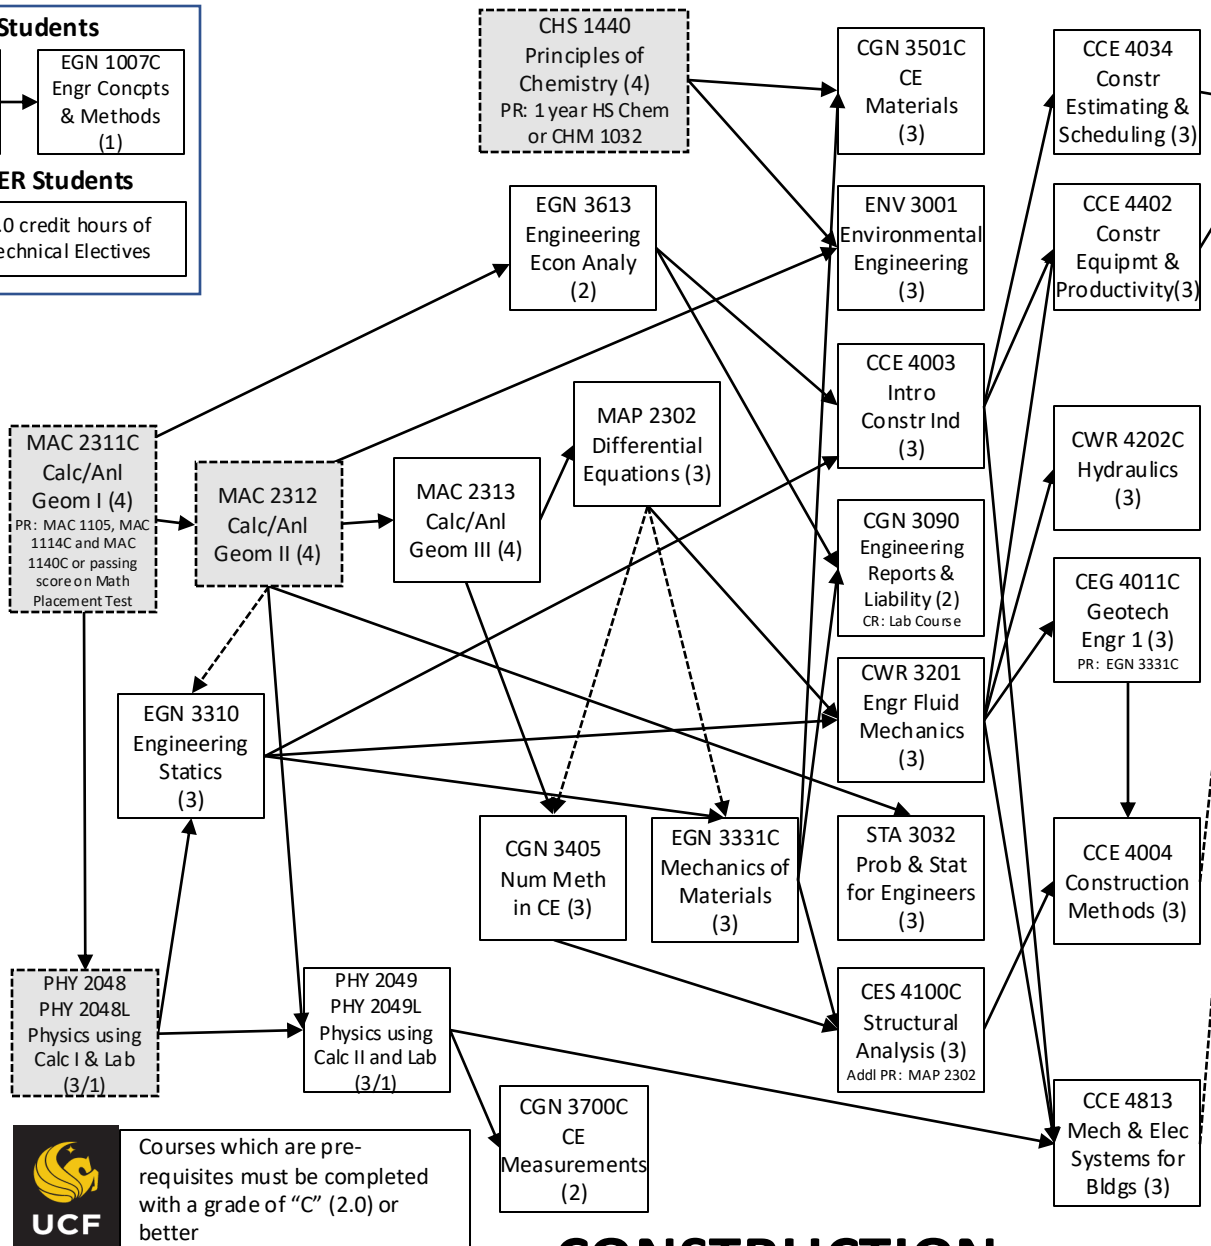 Students
EGN 1007C
Engr Concpts
& Methods
(1)
ER Students
.0 credit hours of
echnical Electives
CHS 1440
Principles of
Chemistry (4)
PR: 1 year HS Chem
or CHM 1032
CGN 3501C
CE
Materials
(3)
CCE 4034
Constr
Estimating &
Scheduling (3)
EGN 3613
Engineering
Econ Analy
(2)
ENV 3001
Environmental
Engineering
(3)
CCE 4402
Constr
Equipmt &
Productivity(3)
CCE 4003
Intro
Constr Ind
(3)
MAP 2302
Differential
Equations (3)
MAC 2311C
Calc/Anl
Geom I (4)
PR: MAC 1105, MAC
1114C and MAC
1140C or passing
score on Math
Placement Test
MAC 2312
Calc/Anl
Geom II (4)
MAC 2313
Calc/Anl
Geom III (4)
CWR 4202C
Hydraulics
(3)
CGN 3090
Engineering
Reports &
Liability (2)
CR: Lab Course
CEG 4011C
Geotech
Engr 1 (3)
PR: EGN 3331C
CWR 3201
Engr Fluid
Mechanics
(3)
EGN 3310
Engineering
Statics
(3)
CGN 3405
Num Meth
in CE (3)
EGN 3331C
Mechanics of
Materials
(3)
STA 3032
Prob & Stat
for Engineers
(3)
CCE 4004
Construction
Methods (3)
PHY 2048
PHY 2048L
Physics using
Calc I & Lab
(3/1)
PHY 2049
PHY 2049L
Physics using
Calc II and Lab
(3/1)
CES 4100C
Structural
Analysis (3)
Addl PR: MAP 2302
CGN 3700C
CE
Measurements
(2)
CCE 4813
Mech & Elec
Systems for
Bldgs (3)
UCF
Courses which are pre-
requisites must be completed
with a grade of “C” (2.0) or
better
CONSTRUCTION